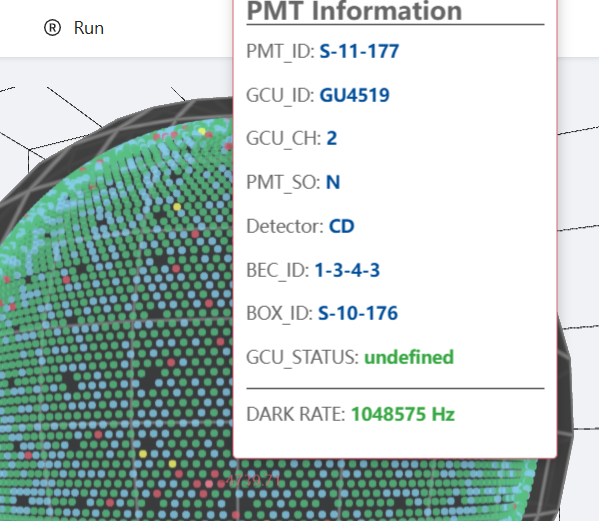 PMT Information
® Run
PMT_ID: S-11-177
GCU_ID: GU4519
GCU_CH: 2
PMT_SO: N
Detector: CD
BEC_ID: 1-3-4-3
BOX_ID: S-10-176
GCU_STATUS: undefined
DARK RATE: 1048575 Hz